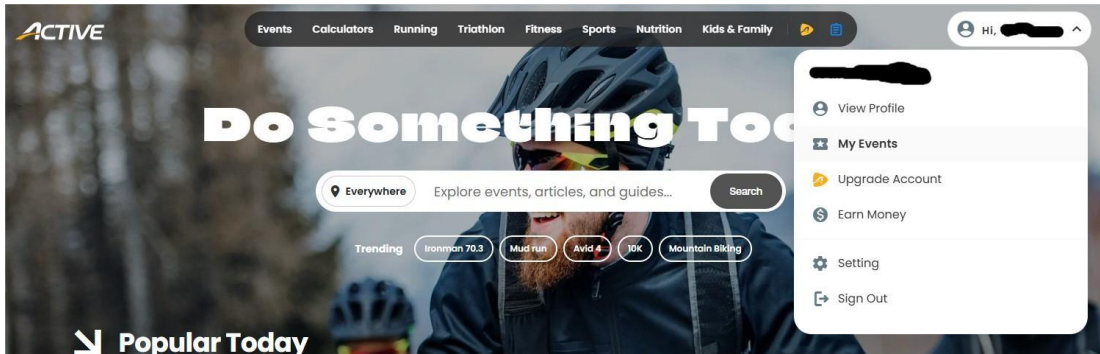 ACTIVE
Events Calculators Running Triathlon Fitness Sports Nutrition Kids & Family
Hi,
Do Something
Everywhere Explore events, articles, and guides... Search
Trending Ironman 70.3 Mud run Avid 4 10K Mountain Biking
Popular Today
View Profile
My Events
Upgrade Account
Earn Money
Setting
Sign Out